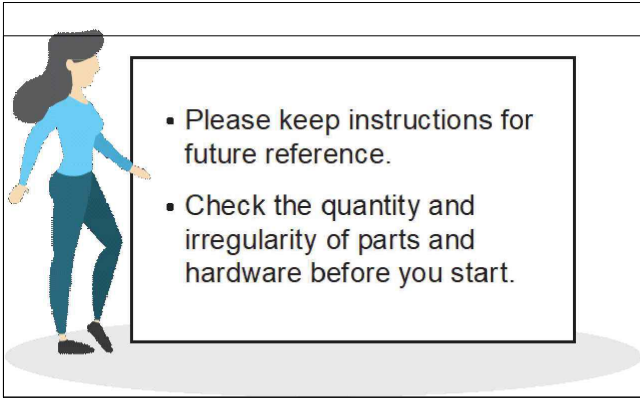 ▪ Please keep instructions for
future reference.
▪ Check the quantity and
irregularity of parts and
hardware before you start.